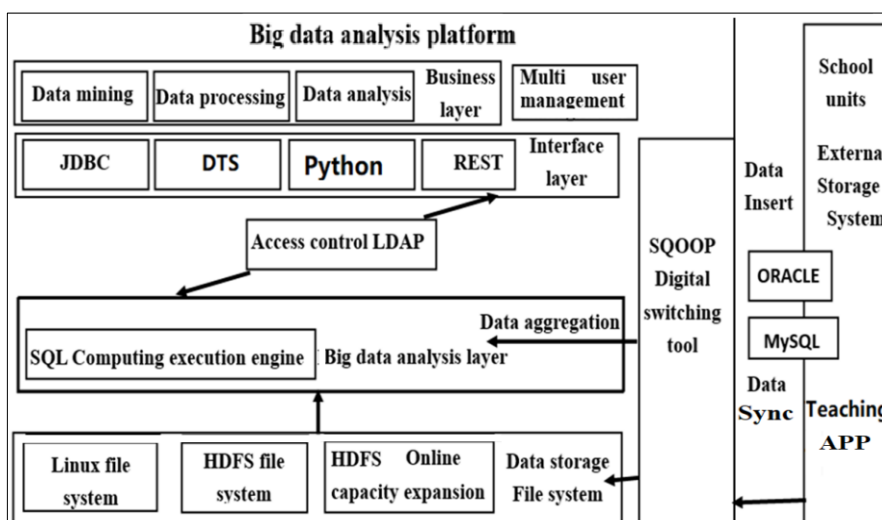 Big data analysis platform
Data mining
Data processing
Data analysis
Business
layer
Multi user
management
JDBC
DTS
Python
REST
Interface
layer
Access control LDAP
SQL Computing execution engine
Big data analysis layer
Data aggregation
Linux file
system
HDFS file
system
HDFS Online
capacity expansion
Data storage
File system
SQOOP
Digital
switching
tool
Data
Insert
ORACLE
MySQL
Data
Sync
School
units
Externa
Storage
System
Teaching
APP